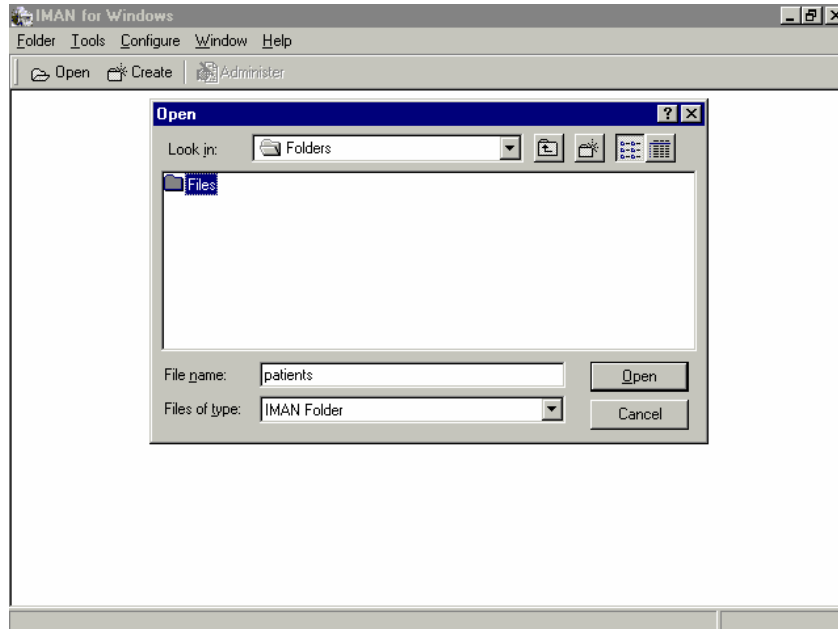 IMAN for Windows
Folder Tools Configure Window Help
Open Create Administer
Open
Look in: Folders
Files
File name: patients
Open
Files of type: IMAN Folder
Cancel